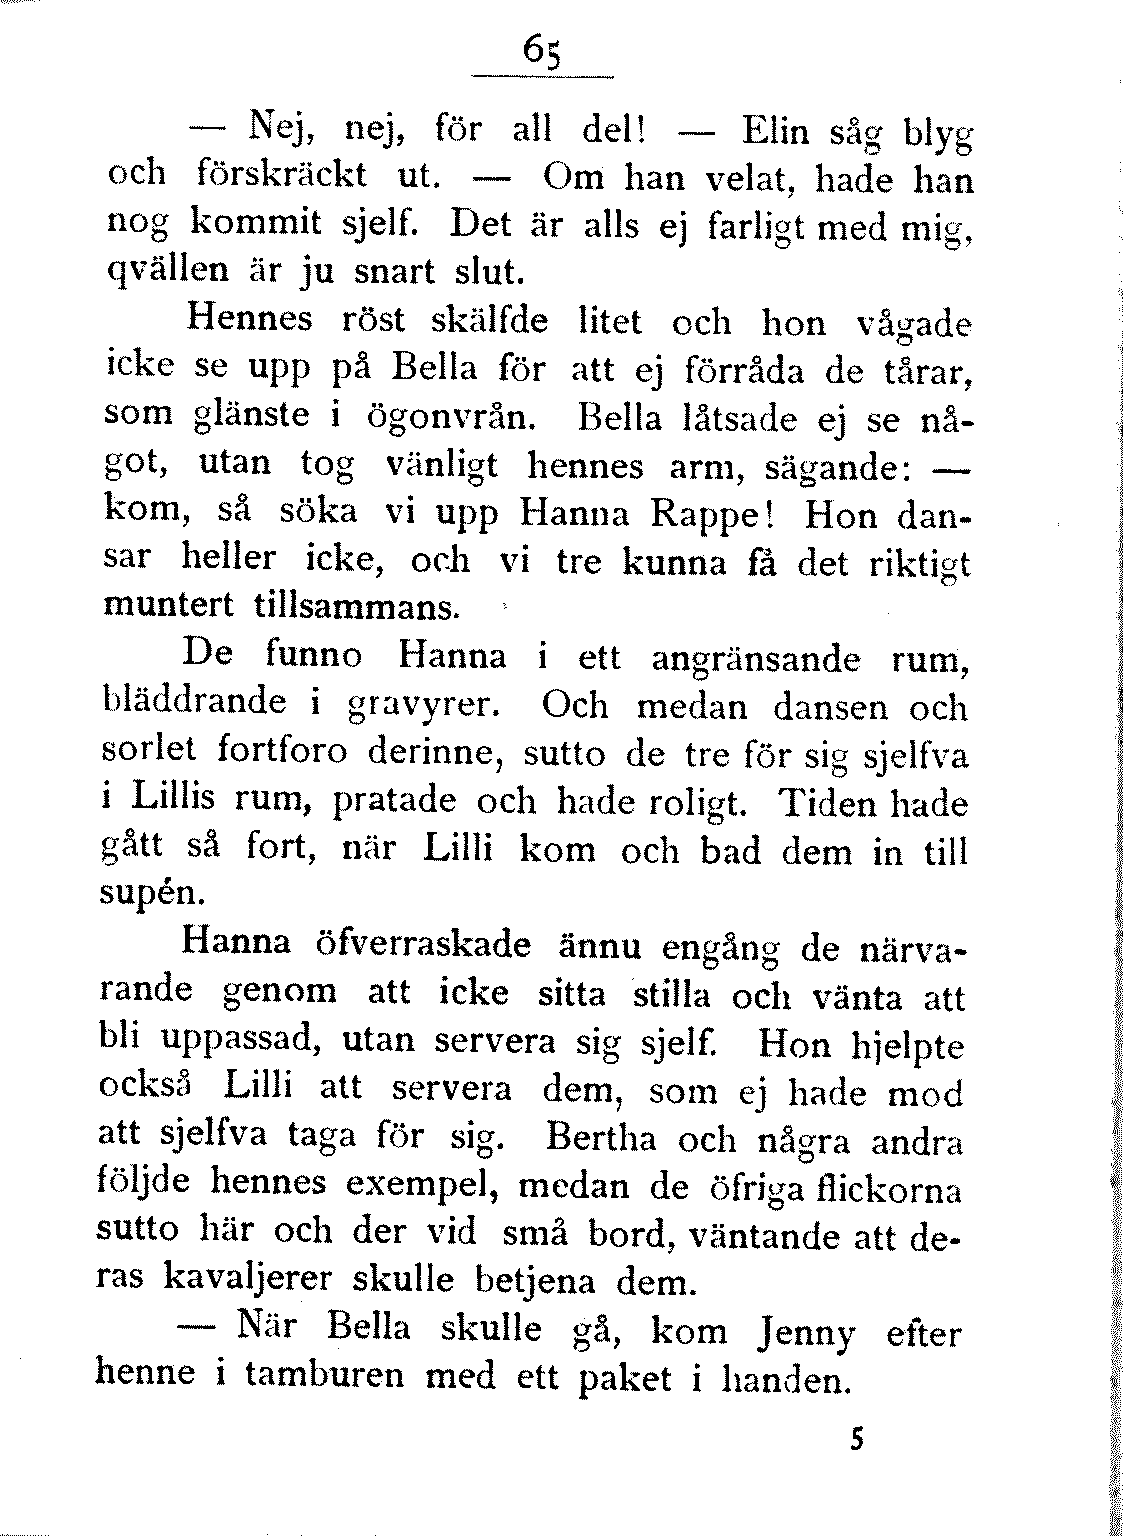 65
— Nej, nej, för all del! — Elin såg blyg
och förskräckt ut. — Om han velat, hade han
nog kommit sjelf. Det är alls ej farligt med mig,
qvällen är ju snart slut.
Hennes röst skälfde litet och hon vågade
icke se upp på Bella för att ej förråda de tårar,
som glänste i ögonvrån. Bella låtsade ej se nå-
got, utan tog vänligt hennes arm, sägande: —
kom, så söka vi upp Hanna Rappe! Hon dan-
sar heller icke, och vi tre kunna få det riktigt
muntert tillsammans.
De funno Hanna i ett angränsande rum,
bläddrande i gravyrer. Och medan dansen och
sorlet fortforo derinne, sutto de tre för sig sjelfva
i Lillis rum, pratade och hade roligt. Tiden hade
gått så fort, när Lilli kom och bad dem in till
supén.
Hanna öfverraskade ännu engång de närva-
rande genom att icke sitta stilla och vänta att
bli uppassad, utan servera sig sjelf. Hon hjelpte
också Lilli att servera dem, som ej hade mod
att sjelfva taga för sig. Bertha och några andra
följde hennes exempel, medan de öfriga flickorna
sutto här och der vid små bord, väntande att de-
ras kavaljerer skulle betjena dem.
— När Bella skulle gå, kom Jenny efter
henne i tamburen med ett paket i handen.
5